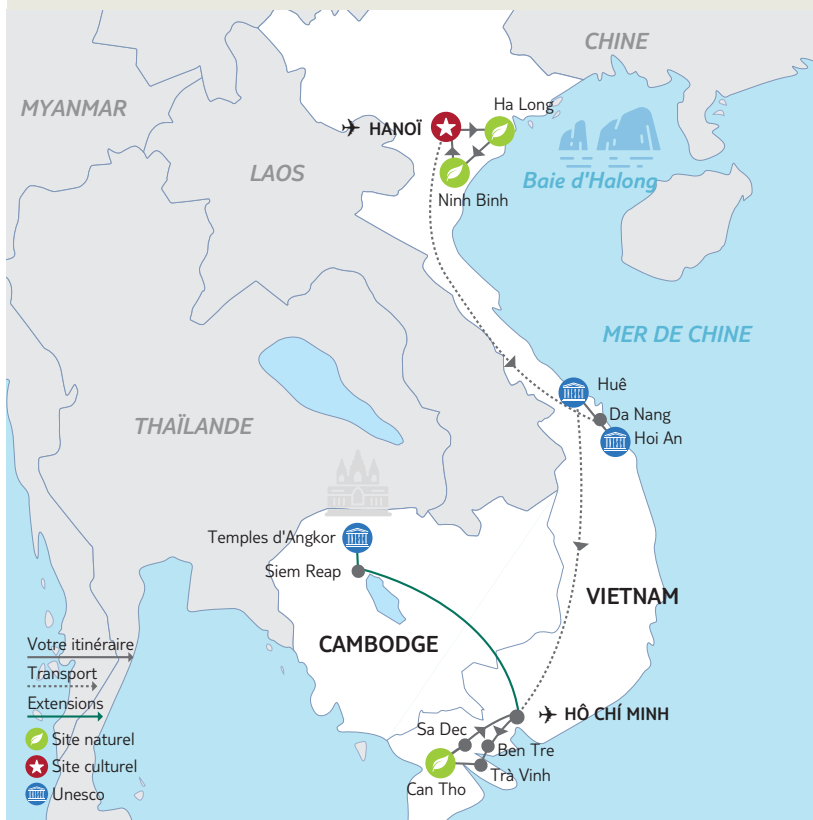 CHINE
MYANMAR
Ha Long
HANOÏ
LAOS
Baie d'Halong
Ninh Binh
MER DE CHINE
Huê
Da Nang
THAÏLANDE
Hoi An
Temples d'Angkor
Siem Reap
VIETNAM
CAMBODGE
Votre itinéraire
Transport
Extensions
HÔ CHÍ MINH
Sa Dec
Site naturel
Ben Tre
Site culturel
Trà Vinh
Can Tho
Unesco